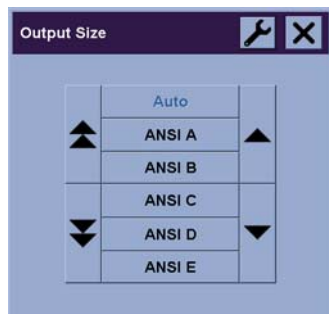 Output Size
Auto
ANSI A
ANSI B
ANSI C
ANSI D
ANSI E